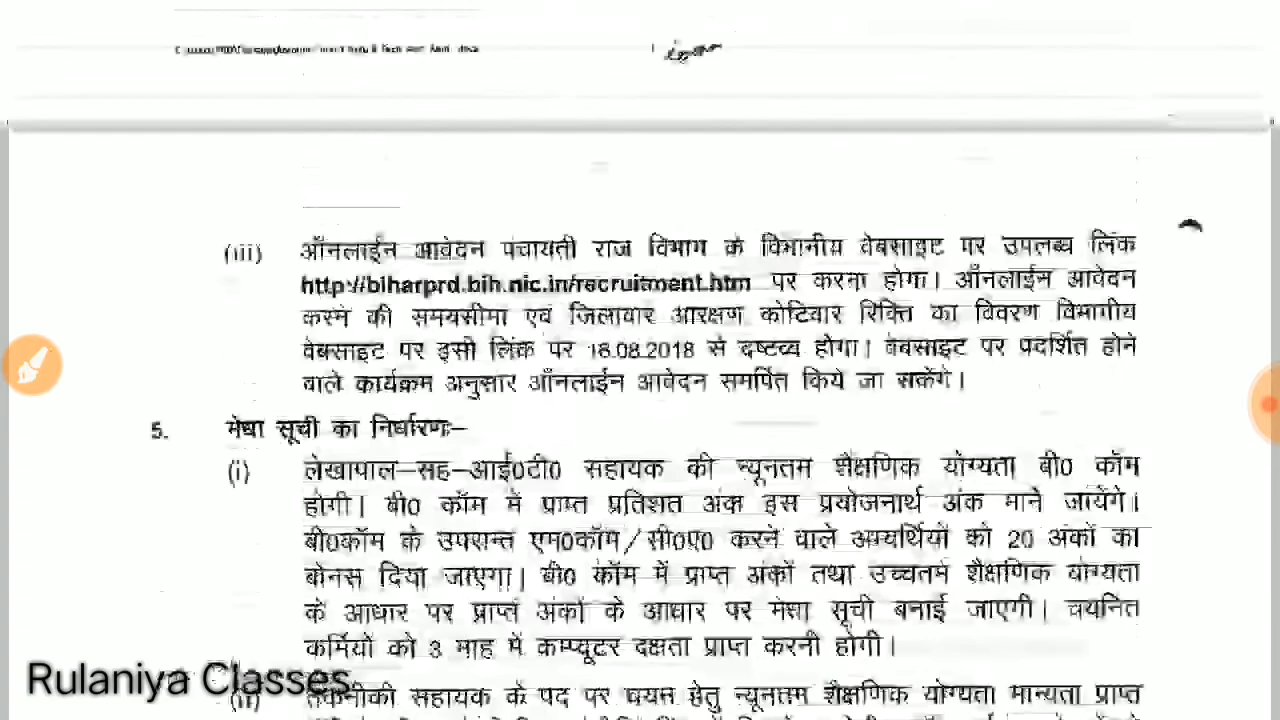 (iii) ऑनलाईन आवेदन पंचायती राज विभाग के विभागीय वेबसाइट पर उपलब्ध लिंक
http://biharprd.bih.nic.in/recruitment.htm पर करना होगा। ऑनलाईन आवेदन
करने की समयसीमा एवं जिलावार आरक्षण कोटिवार रिक्ति का विवरण विभागीय
वेबसाइट पर इसी लिंक पर 18.08.2018 से दष्टव्य होगा। वेबसाइट पर प्रदर्शित होने
वाले कार्यक्रम अनुसार ऑनलाईन आवेदन समर्पित किये जा सकेंगे।
5. मेधा सूची का निर्धारणः–
(i) लेखापाल–सह–आई0टी0 सहायक की न्यूनतम शैक्षणिक योग्यता बी0 कॉम
होगी। बी0 कॉम में प्राप्त प्रतिशत अंक इस प्रयोजनार्थ अंक माने जायेंगे।
बी0कॉम के उपरान्त एम0कॉम/सी0ए0 करने वाले अभ्यर्थियों को 20 अंकों का
बोनस दिया जाएगा। बी0 कॉम में प्राप्त अंकों तथा उच्चतम शैक्षणिक योग्यता
के आधार पर प्राप्त अंकों के आधार पर मेधा सूची बनाई जाएगी। चयनित
कर्मियों को 3 माह में कम्प्यूटर दक्षता प्राप्त करनी होगी।
Rulaniya Classes
(ii) तकनीकी सहायक के पद पर चयन हेतु न्यूनतम शैक्षणिक योग्यता मान्यता प्राप्त